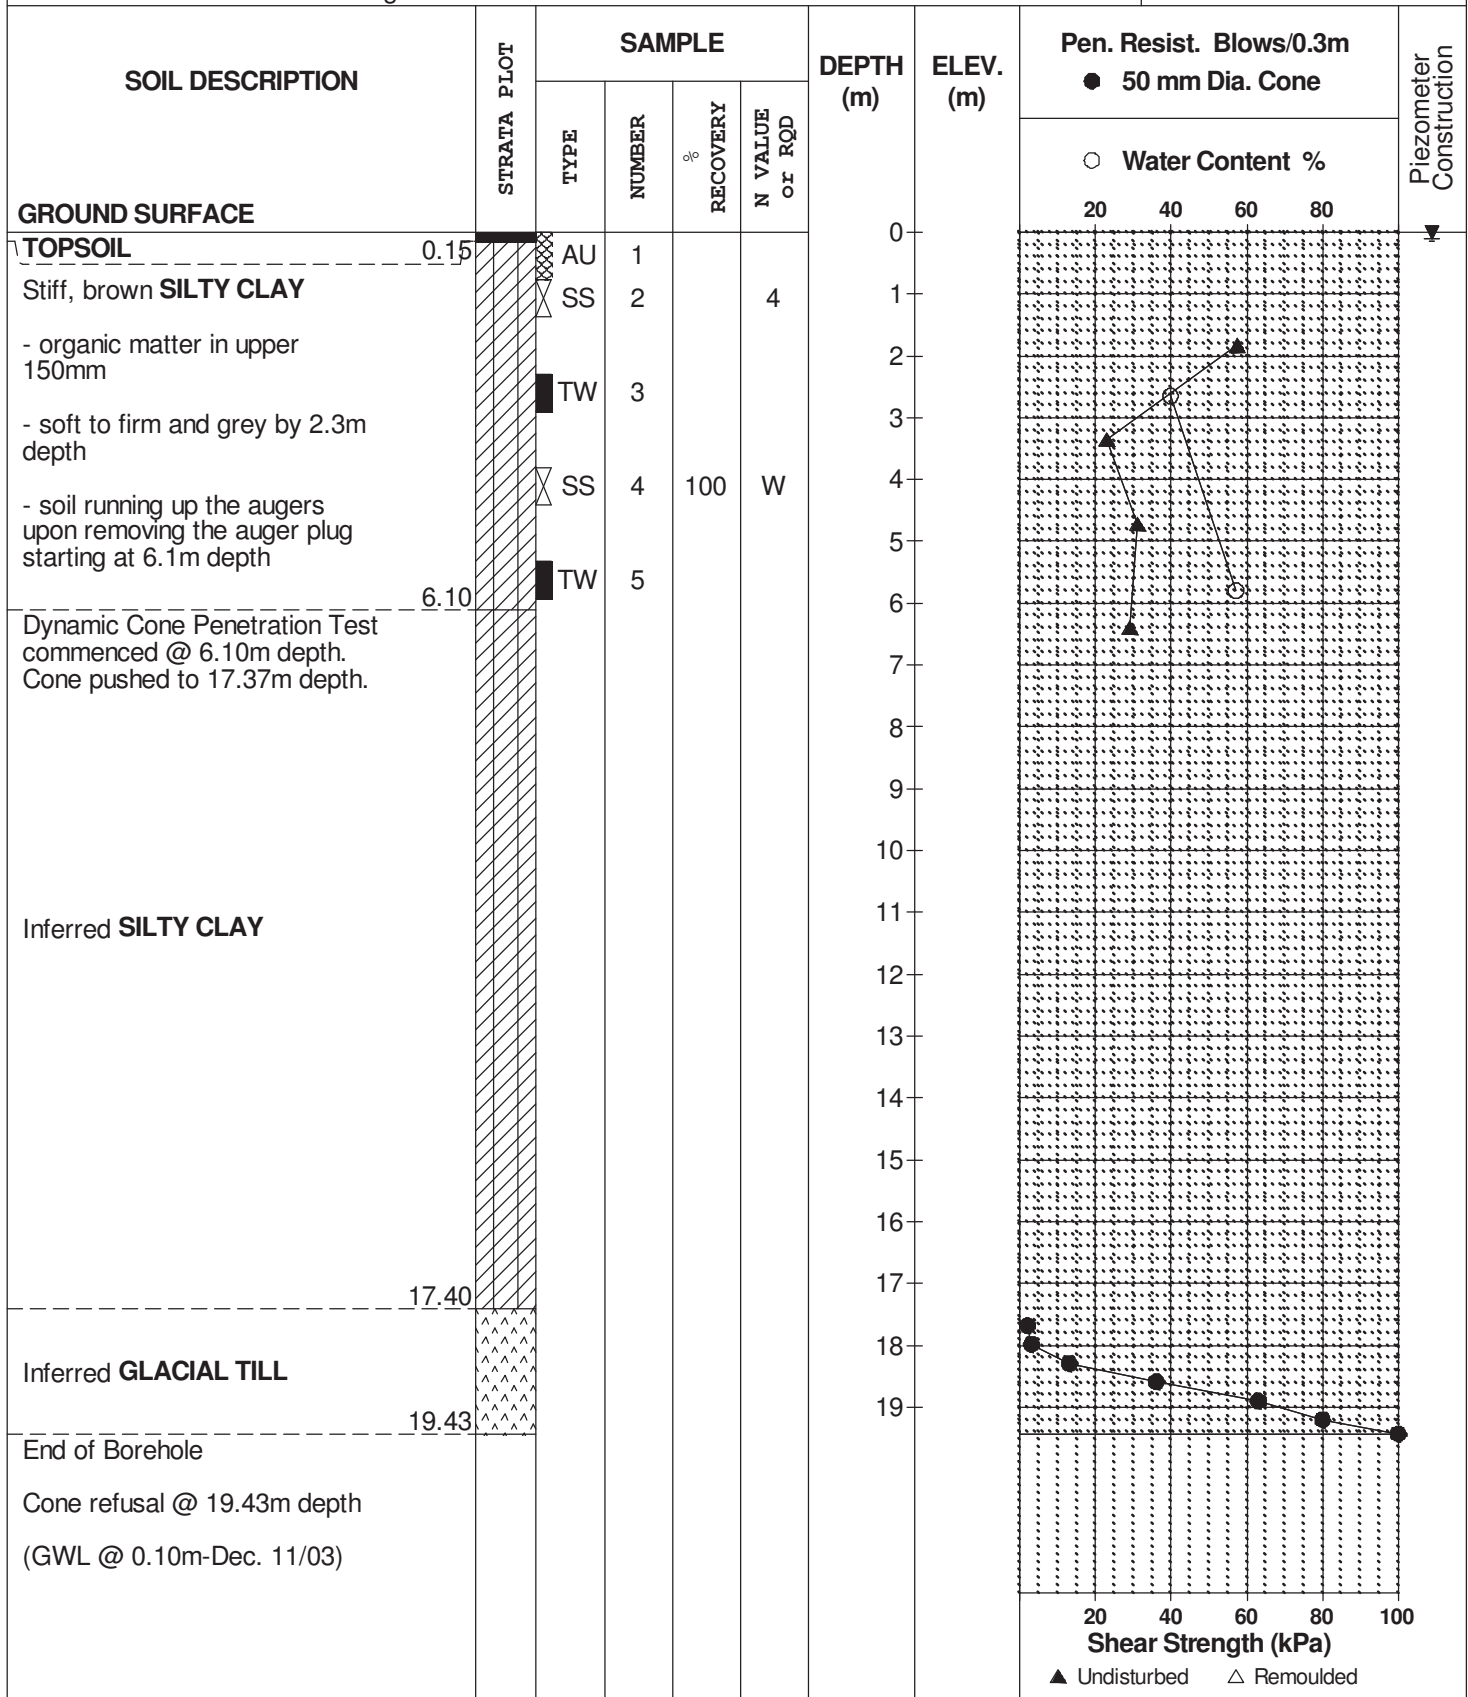 SOIL DESCRIPTION
GROUND SURFACE
STRATA PLOT
SAMPLE
TYPE
NUMBER
% RECOVERY
N VALUE or RQD
DEPTH (m)
ELEV. (m)
Pen. Resist. Blows/0.3m
● 50 mm Dia. Cone
○ Water Content %
20 40 60 80
Piezometer Construction
TOPSOIL 0.15
Stiff, brown SILTY CLAY
- organic matter in upper
150mm
- soft to firm and grey by 2.3m
depth
- soil running up the augers
upon removing the auger plug
starting at 6.1m depth
6.10
Dynamic Cone Penetration Test
commenced @ 6.10m depth.
Cone pushed to 17.37m depth.
Inferred SILTY CLAY
17.40
Inferred GLACIAL TILL
19.43
End of Borehole
Cone refusal @ 19.43m depth
(GWL @ 0.10m-Dec. 11/03)
AU 1
SS 2 4
TW 3
SS 4 100 W
TW 5
0
1
2
3
4
5
6
7
8
9
10
11
12
13
14
15
16
17
18
19
20 40 60 80 100
Shear Strength (kPa)
▲ Undisturbed △ Remoulded